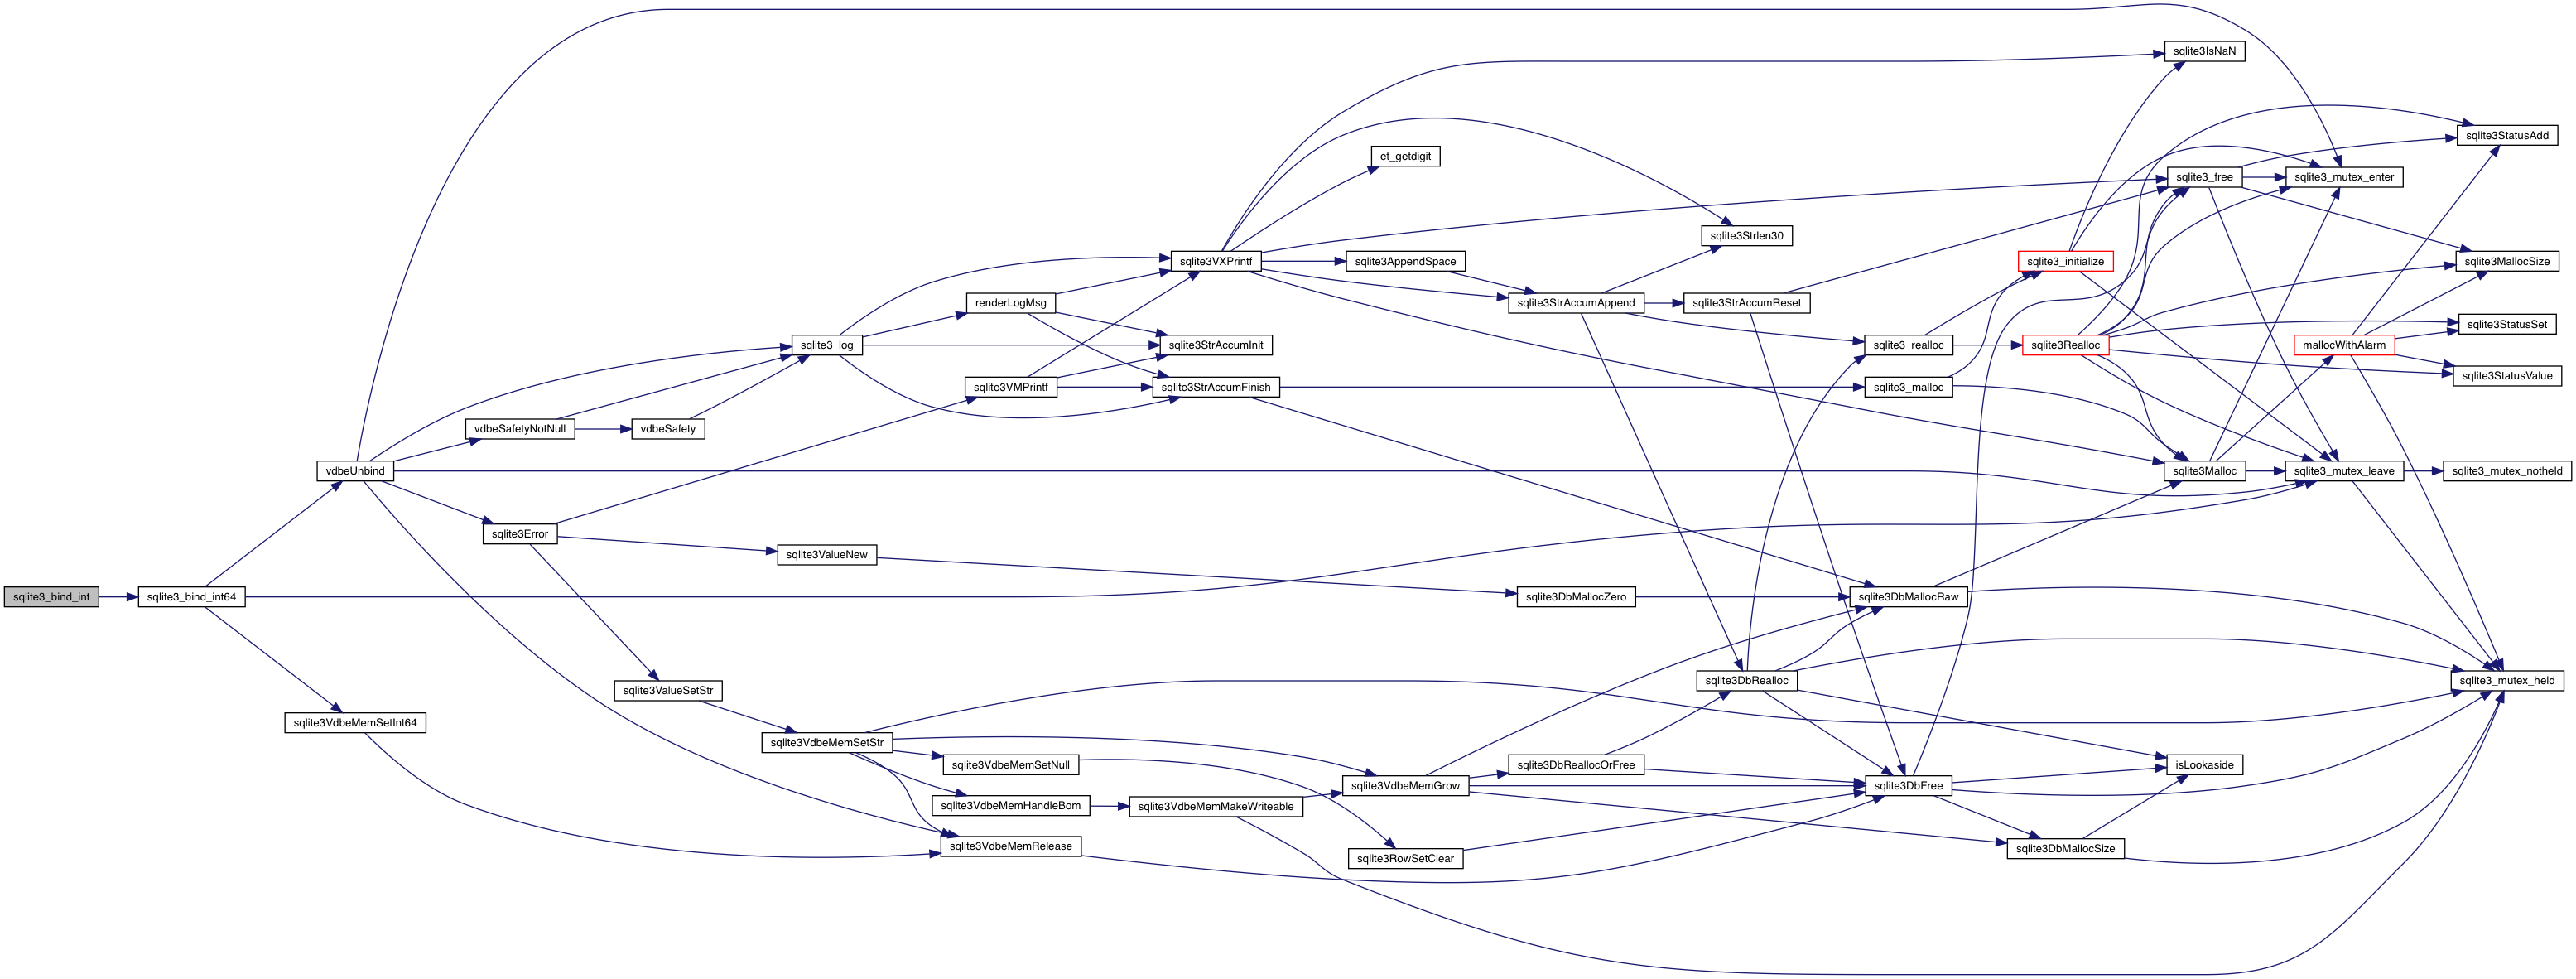 sqlite3_bind_int
sqlite3_bind_int64
vdbeUnbind
sqlite3VdbeMemSetInt64
vdbeSafetyNotNull
sqlite3Error
vdbeSafety
sqlite3ValueSetStr
sqlite3_log
sqlite3ValueNew
sqlite3VdbeMemSetStr
renderLogMsg
sqlite3VMPrintf
sqlite3VdbeMemSetNull
sqlite3VdbeMemHandleBom
sqlite3VdbeMemRelease
sqlite3VXPrintf
sqlite3StrAccumInit
sqlite3StrAccumFinish
sqlite3VdbeMemMakeWriteable
et_getdigit
sqlite3AppendSpace
sqlite3VdbeMemGrow
sqlite3RowSetClear
sqlite3StrAccumAppend
sqlite3DbMallocZero
sqlite3DbReallocOrFree
sqlite3Strlen30
sqlite3StrAccumReset
sqlite3DbRealloc
sqlite3_realloc
sqlite3_malloc
sqlite3DbMallocRaw
sqlite3DbFree
sqlite3_initialize
sqlite3Realloc
sqlite3DbMallocSize
sqlite3IsNaN
sqlite3_free
sqlite3Malloc
isLookaside
sqlite3_mutex_enter
mallocWithAlarm
sqlite3_mutex_leave
sqlite3StatusAdd
sqlite3MallocSize
sqlite3StatusSet
sqlite3StatusValue
sqlite3_mutex_notheld
sqlite3_mutex_held